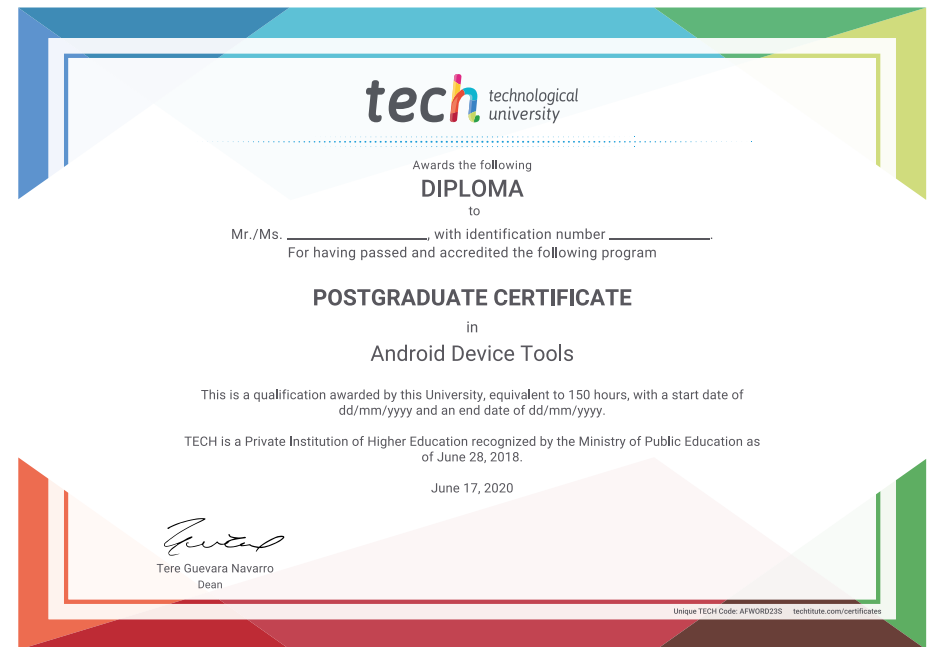 tech technological
university
Awards the following
DIPLOMA
to
Mr./Ms. ____________________, with identification number ______________.
For having passed and accredited the following program
POSTGRADUATE CERTIFICATE
in
Android Device Tools
This is a qualification awarded by this University, equivalent to 150 hours, with a start date of
dd/mm/yyyy and an end date of dd/mm/yyyy.
TECH is a Private Institution of Higher Education recognized by the Ministry of Public Education as
of June 28, 2018.
June 17, 2020
Tere Guevara Navarro
Dean
Unique TECH Code: AFWORD23S techtitute.com/certificates